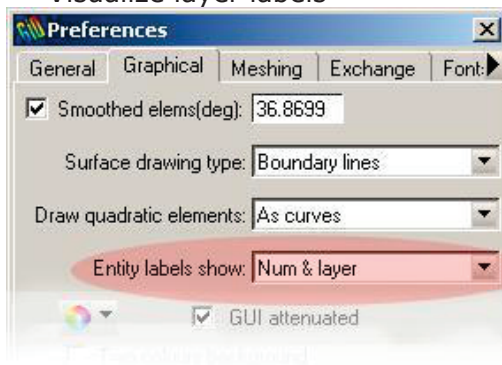 Visualize layer labels
Preferences
General Graphical Meshing Exchange Font
Smoothed elems(deg): 36.8699
Surface drawing type: Boundary lines
Draw quadratic elements: As curves
Entity labels show: Num & layer
GUI attenuated